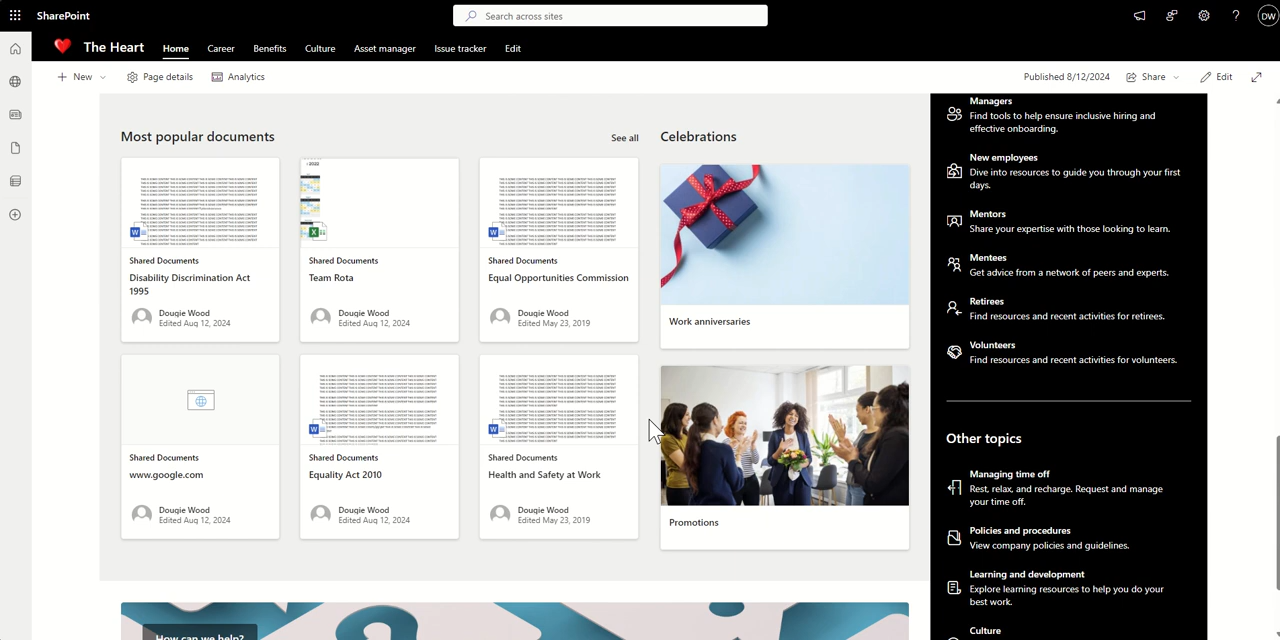 SharePoint
Search across sites
DW
The Heart
Home
Career
Benefits
Culture
Asset manager
Issue tracker
Edit
New
Page details
Analytics
Published 8/12/2024
Share
Edit
Most popular documents
See all
Shared Documents
Disability Discrimination Act
1995
Dougie Wood
Edited Aug 12, 2024
Shared Documents
Team Rota
Dougie Wood
Edited Aug 12, 2024
Shared Documents
Equal Opportunities Commission
Dougie Wood
Edited May 23, 2019
Shared Documents
www.google.com
Dougie Wood
Edited Aug 12, 2024
Shared Documents
Equality Act 2010
Dougie Wood
Edited Aug 12, 2024
Shared Documents
Health and Safety at Work
Dougie Wood
Edited May 23, 2019
Celebrations
Work anniversaries
Promotions
Managers
Find tools to help ensure inclusive hiring and
effective onboarding.
New employees
Dive into resources to guide you through your first
days.
Mentors
Share your expertise with those looking to learn.
Mentees
Get advice from a network of peers and experts.
Retirees
Find resources and recent activities for retirees.
Volunteers
Find resources and recent activities for volunteers.
Other topics
Managing time off
Rest, relax, and recharge. Request and manage
your time off.
Policies and procedures
View company policies and guidelines.
Learning and development
Explore learning resources to help you do your
best work.
Culture
How can we help?